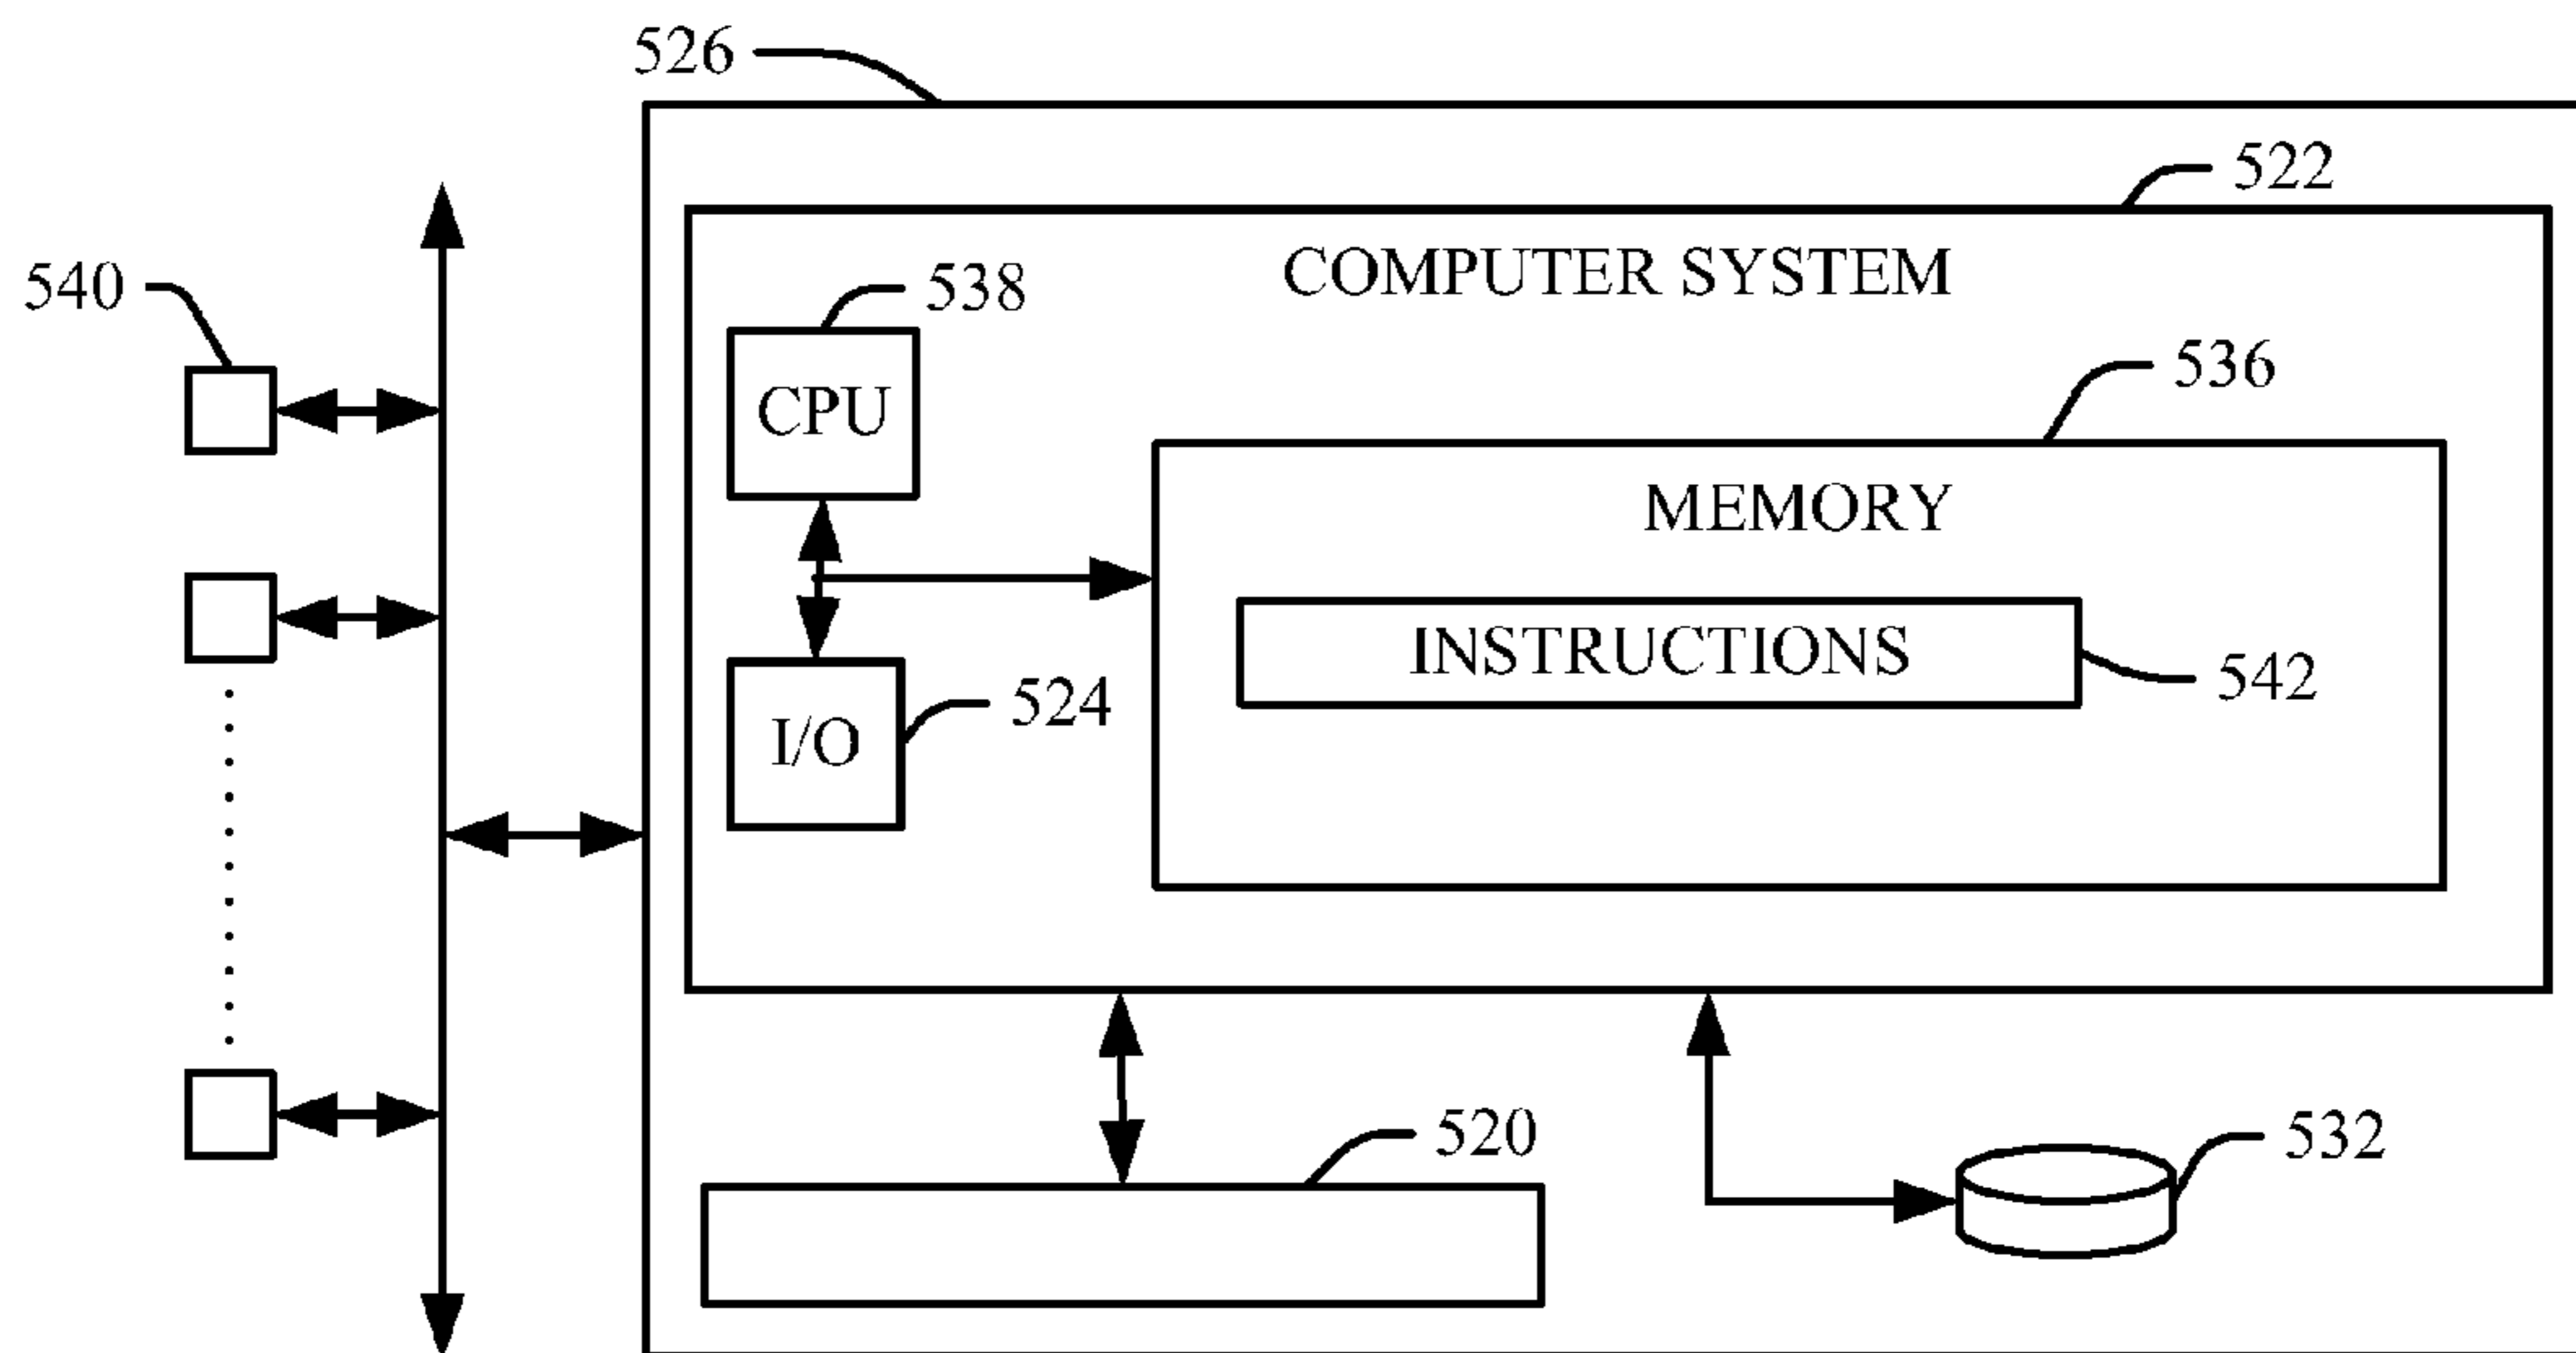 526
522
COMPUTER SYSTEM
540
538
536
CPU
MEMORY
INSTRUCTIONS
542
524
I/O
520
532